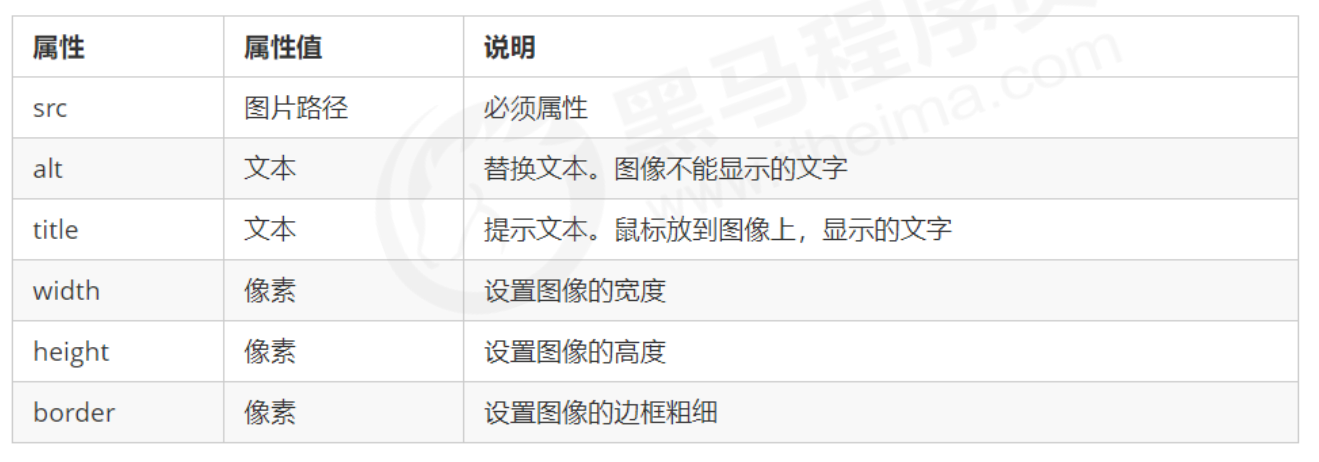 黑马程序员
www.itheima.com
属性 属性值 说明
src 图片路径 必须属性
alt 文本 替换文本。图像不能显示的文字
title 文本 提示文本。鼠标放到图像上，显示的文字
width 像素 设置图像的宽度
height 像素 设置图像的高度
border 像素 设置图像的边框粗细